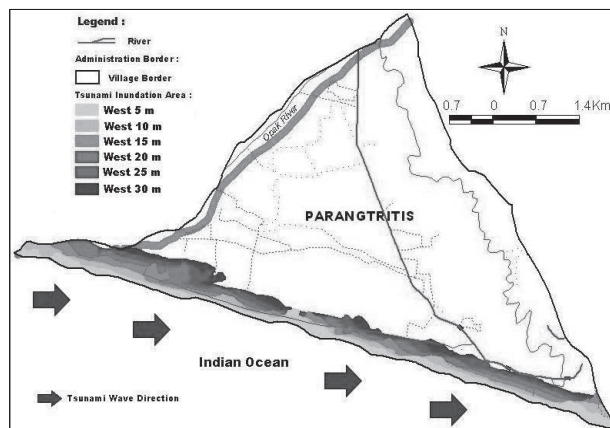 Legend :
River
Administration Border :
Village Border
Tsunami Inundation Area :
West 5 m
West 10 m
West 15 m
West 20 m
West 25 m
West 30 m
N
0.7 0 0.7 1.4Km
Opak River
PARANGTRITIS
Indian Ocean
Tsunami Wave Direction